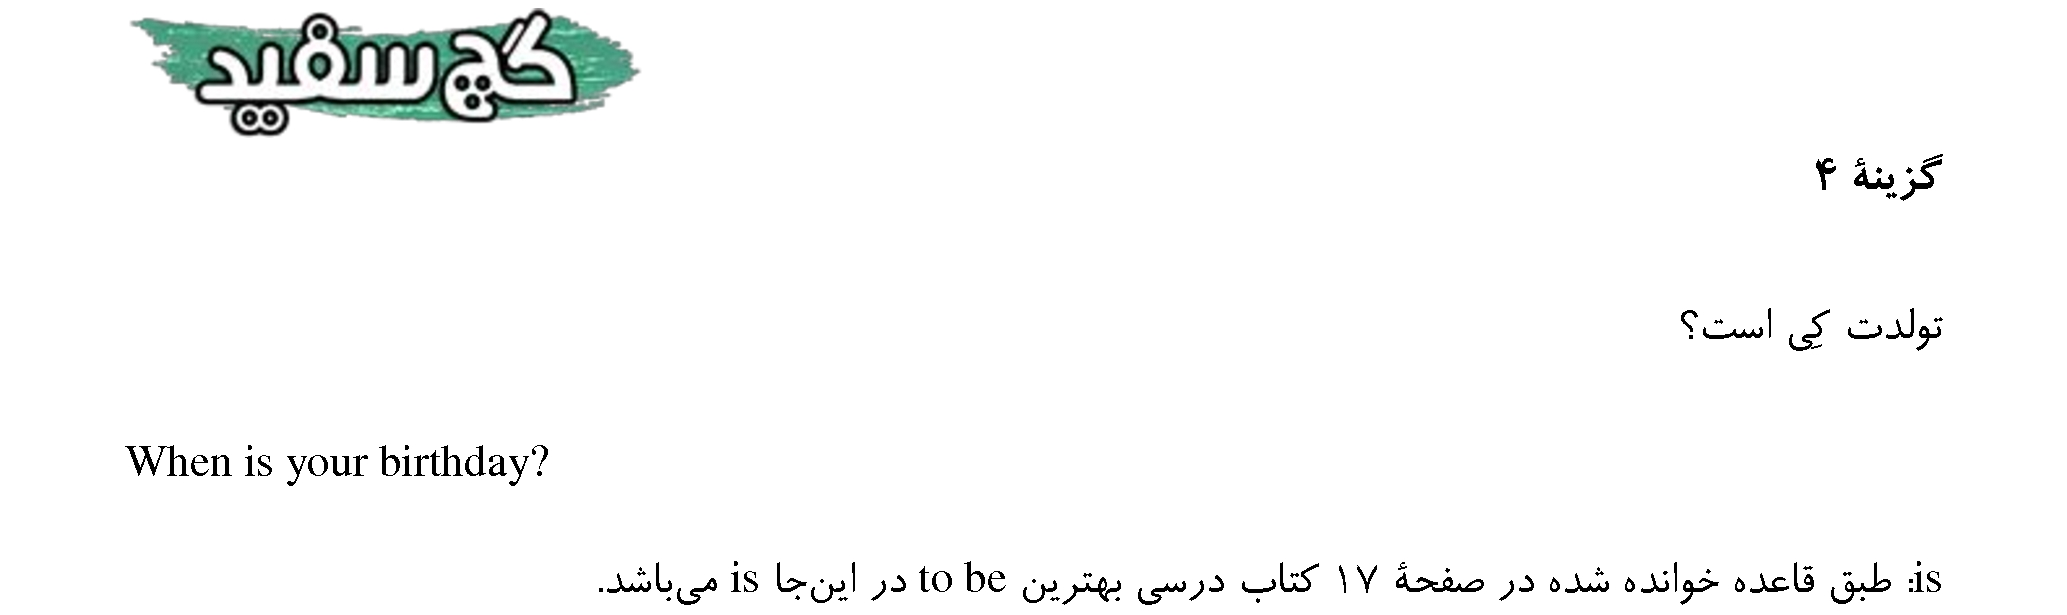 گچ سفید
گزینهٔ ۴
تولدت کِی است؟
When is your birthday?
is: طبق قاعده خوانده شده در صفحهٔ ۱۷ کتاب درسی بهترین to be در این‌جا is می‌باشد.